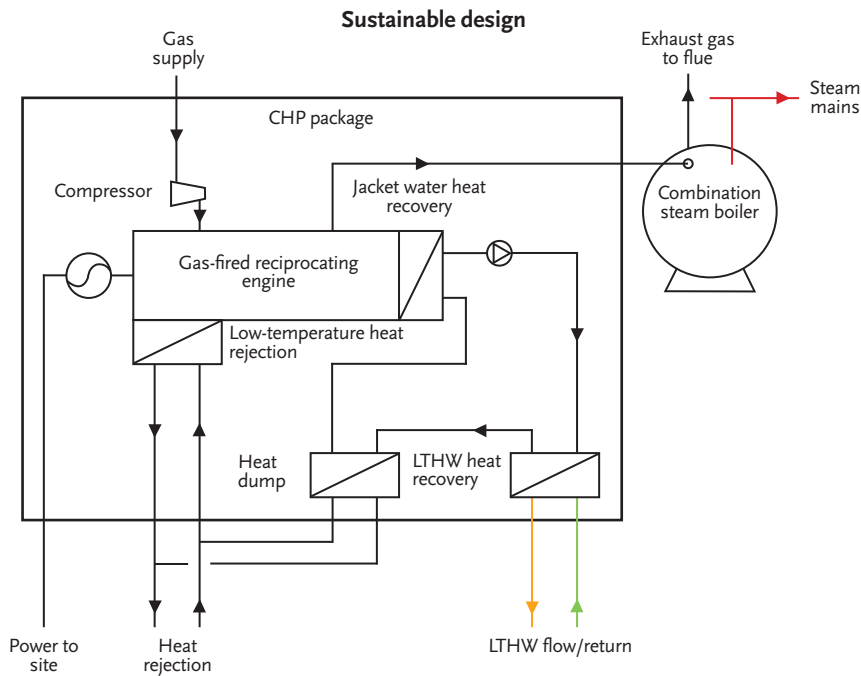 Sustainable design
Gas
supply
Exhaust gas
to flue
Steam
mains
CHP package
Compressor
Jacket water heat
recovery
Combination
steam boiler
Gas-fired reciprocating
engine
Low-temperature heat
rejection
Heat
dump
LTHW heat
recovery
Power to
site
Heat
rejection
LTHW flow/return